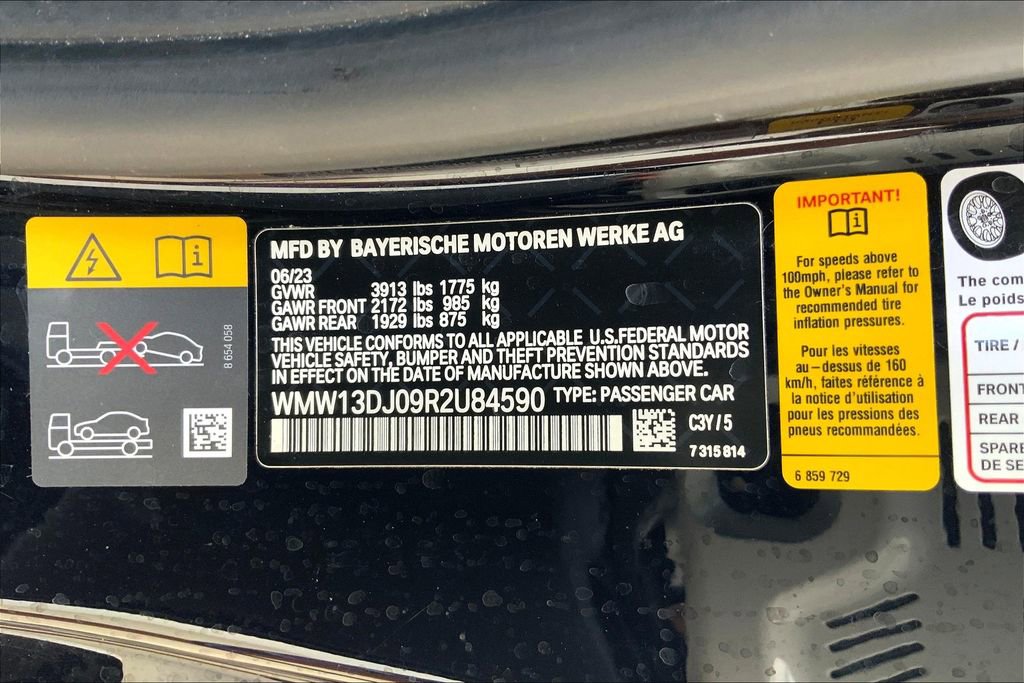 8 654 058
MFD BY BAYERISCHE MOTOREN WERKE AG
06/23
GVWR 3913 lbs 1775 kg
GAWR FRONT 2172 lbs 985 kg
GAWR REAR 1929 lbs 875 kg
THIS VEHICLE CONFORMS TO ALL APPLICABLE U.S.FEDERAL MOTOR
VEHICLE SAFETY, BUMPER AND THEFT PREVENTION STANDARDS
IN EFFECT ON THE DATE OF MANUFACTURE SHOWN ABOVE.
WMW13DJ09R2U84590 TYPE: PASSENGER CAR
C3Y / 5
7 315 814
IMPORTANT!
For speeds above
100mph, please refer to
the Owner's Manual for
recommended tire
inflation pressures.
Pour les vitesses
au-dessus de 160
km/h, faites référence à
la notice d'utilisation
pour les pressions des
pneus recommandées.
6 859 729
The com
Le poids
TIRE /
FRONT
REAR
SPARE
DE SE